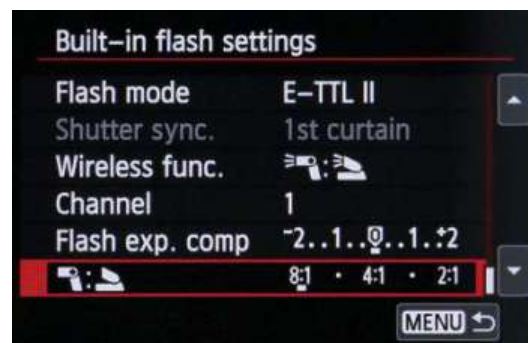 Built-in flash settings
Flash mode E-TTL II
Shutter sync. 1st curtain
Wireless func. :
Channel 1
Flash exp. comp -2..1..0..1..+2
: 8:1 · 4:1 · 2:1
MENU